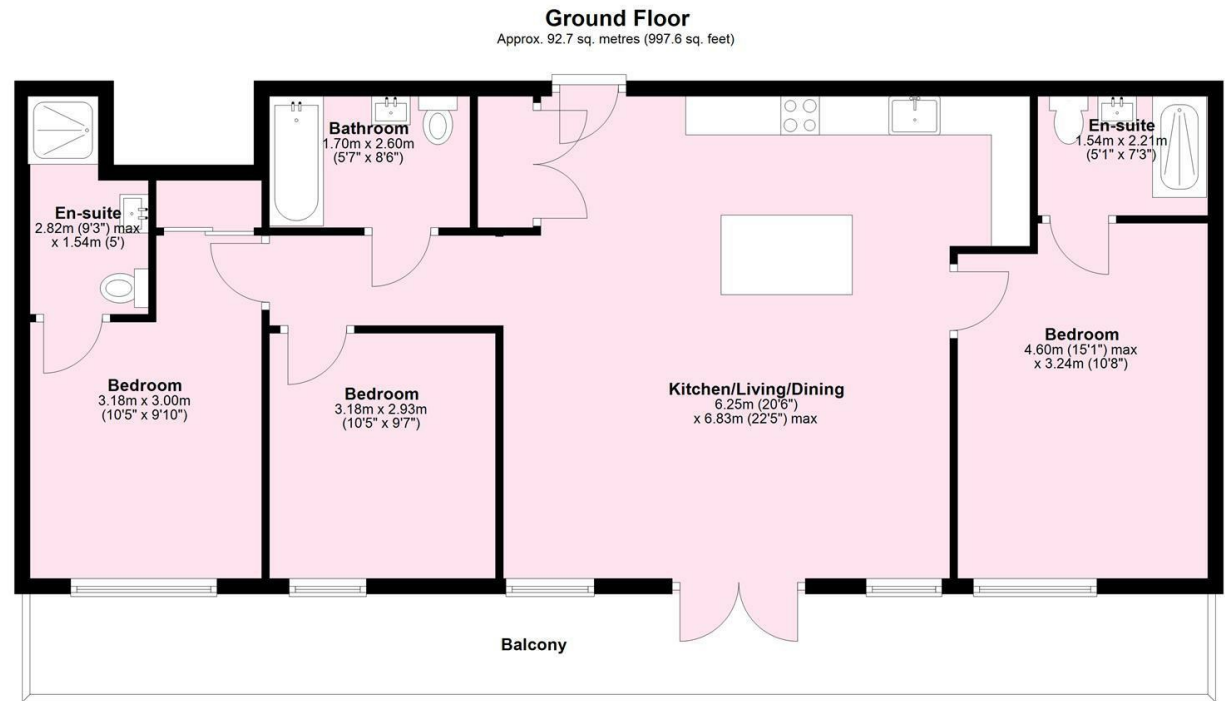 Ground Floor
Approx. 92.7 sq. metres (997.6 sq. feet)
Bathroom
1.70m x 2.60m
(5'7" x 8'6")
En-suite
1.54m x 2.21m
(5'1" x 7'3")
En-suite
2.82m (9'3") max
x 1.54m (5')
Bedroom
3.18m x 3.00m
(10'5" x 9'10")
Bedroom
3.18m x 2.93m
(10'5" x 9'7")
Kitchen/Living/Dining
6.25m (20'6")
x 6.83m (22'5") max
Bedroom
4.60m (15'1") max
x 3.24m (10'8")
Balcony